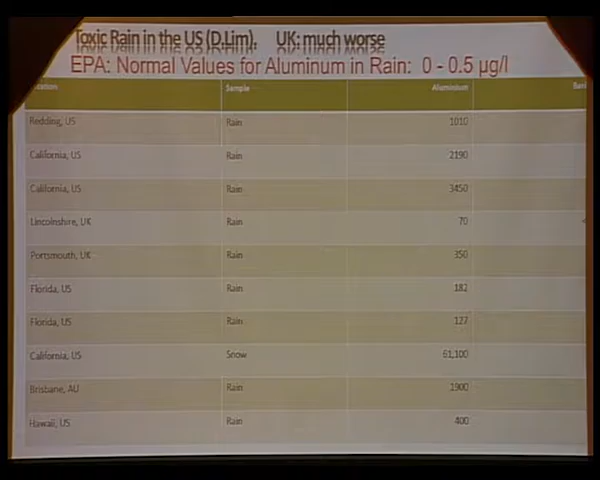 Toxic Rain in the US (D.Lim), UK: much worse
EPA: Normal Values for Aluminum in Rain: 0 - 0.5 µg/l
Sample Aluminium
Redding, US Rain 1010
California, US Rain 2190
California, US Rain 3450
Lincolnshire, UK Rain 70
Portsmouth, UK Rain 350
Florida, US Rain 182
Florida, US Rain 127
California, US Snow 61,100
Brisbane, AU Rain 1900
Hawaii, US Rain 400